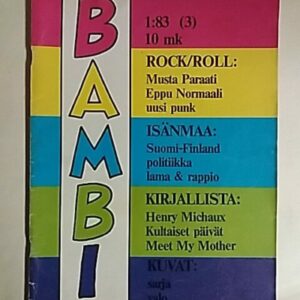 BAMBI
1:83 (3)
10 mk
ROCK/ROLL:
Musta Paraati
Eppu Normaali
uusi punk
ISÄNMAA:
Suomi-Finland
politiikka
lama & rappio
KIRJALLISTA:
Henry Michaux
Kultaiset päivät
Meet My Mother
KUVAT:
sarja
valo